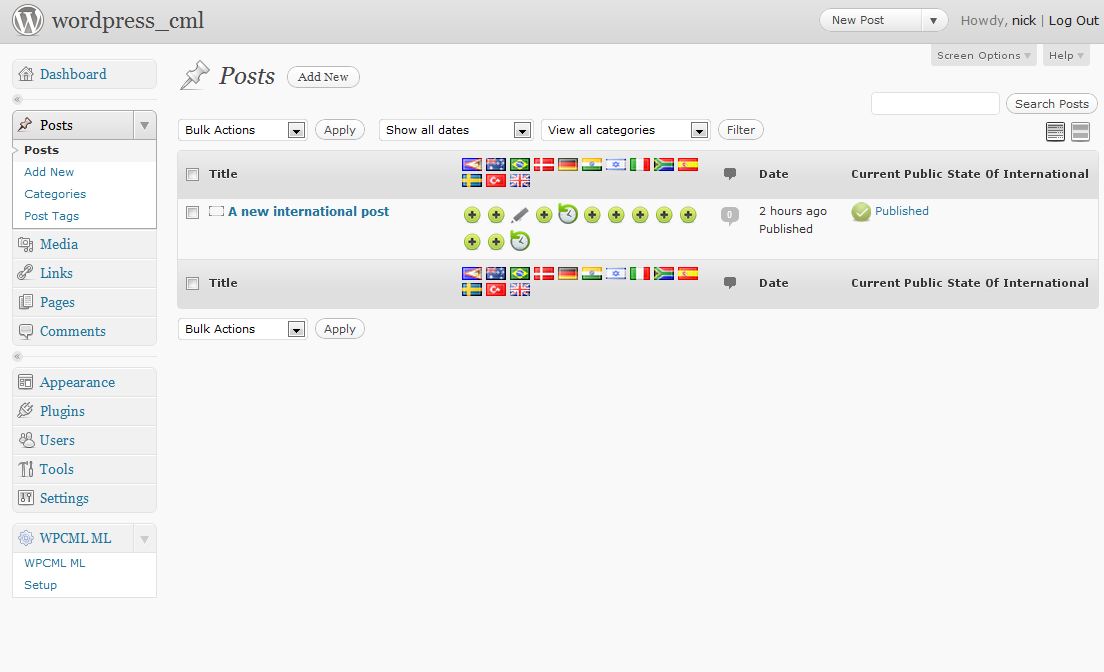 wordpress_cml
New Post
Howdy, nick | Log Out
Screen Options
Help
Dashboard
Posts
Posts
Add New
Categories
Post Tags
Media
Links
Pages
Comments
Appearance
Plugins
Users
Tools
Settings
WPCML ML
WPCML ML
Setup
Posts Add New
Search Posts
Bulk Actions Apply Show all dates View all categories Filter
Title Date Current Public State Of International
A new international post 0 2 hours ago Published
Published
Title Date Current Public State Of International
Bulk Actions Apply